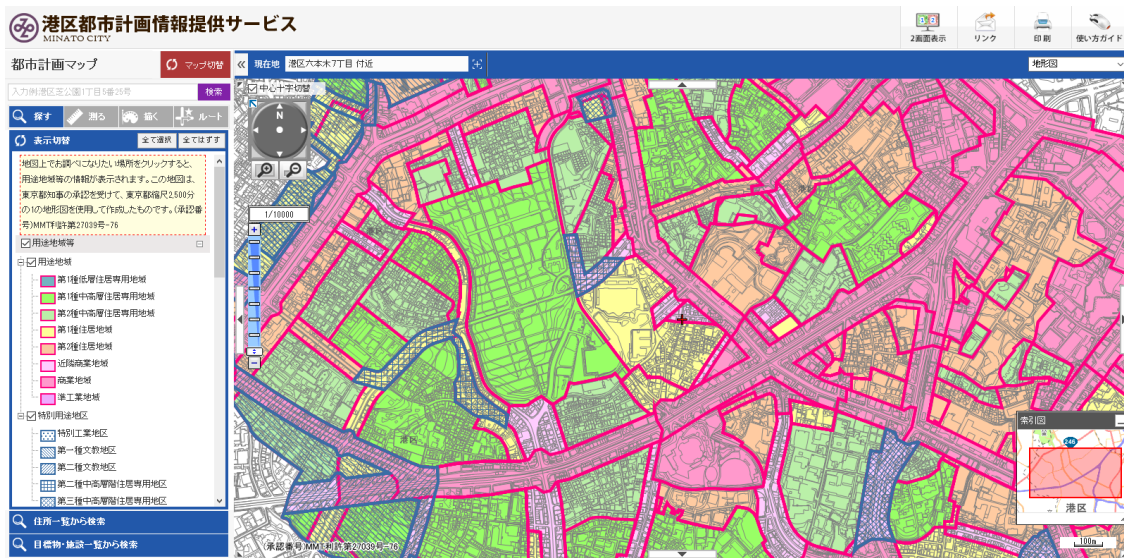 港区都市計画情報提供サービス
MINATO CITY
2画面表示
リンク
印刷
使い方ガイド
都市計画マップ
マップ切替
現在地
港区六本木7丁目 付近
地形図
入力例:港区芝公園1丁目5番25号
検索
探す
測る
描く
ルート
表示切替
全て選択
全てはずす
中心十字切替
N
1/10000
地図上でお調べになりたい場所をクリックすると、
用途地域等の情報が表示されます。この地図は、
東京都知事の承認を受けて、東京都縮尺2,500分
の1の地形図を使用して作成したものです。(承認番
号)MMT利許第27039号-76
用途地域等
用途地域
第1種低層住居専用地域
第1種中高層住居専用地域
第2種中高層住居専用地域
第1種住居地域
第2種住居地域
近隣商業地域
商業地域
準工業地域
特別用途地区
特別工業地区
第一種文教地区
第二種文教地区
第二種中高層階住居専用地区
第三種中高層階住居専用地区
住所一覧から検索
目標物・施設一覧から検索
港区
港区
港区
索引図
246
港区
(承認番号)MMT利許第27039号-76
100m